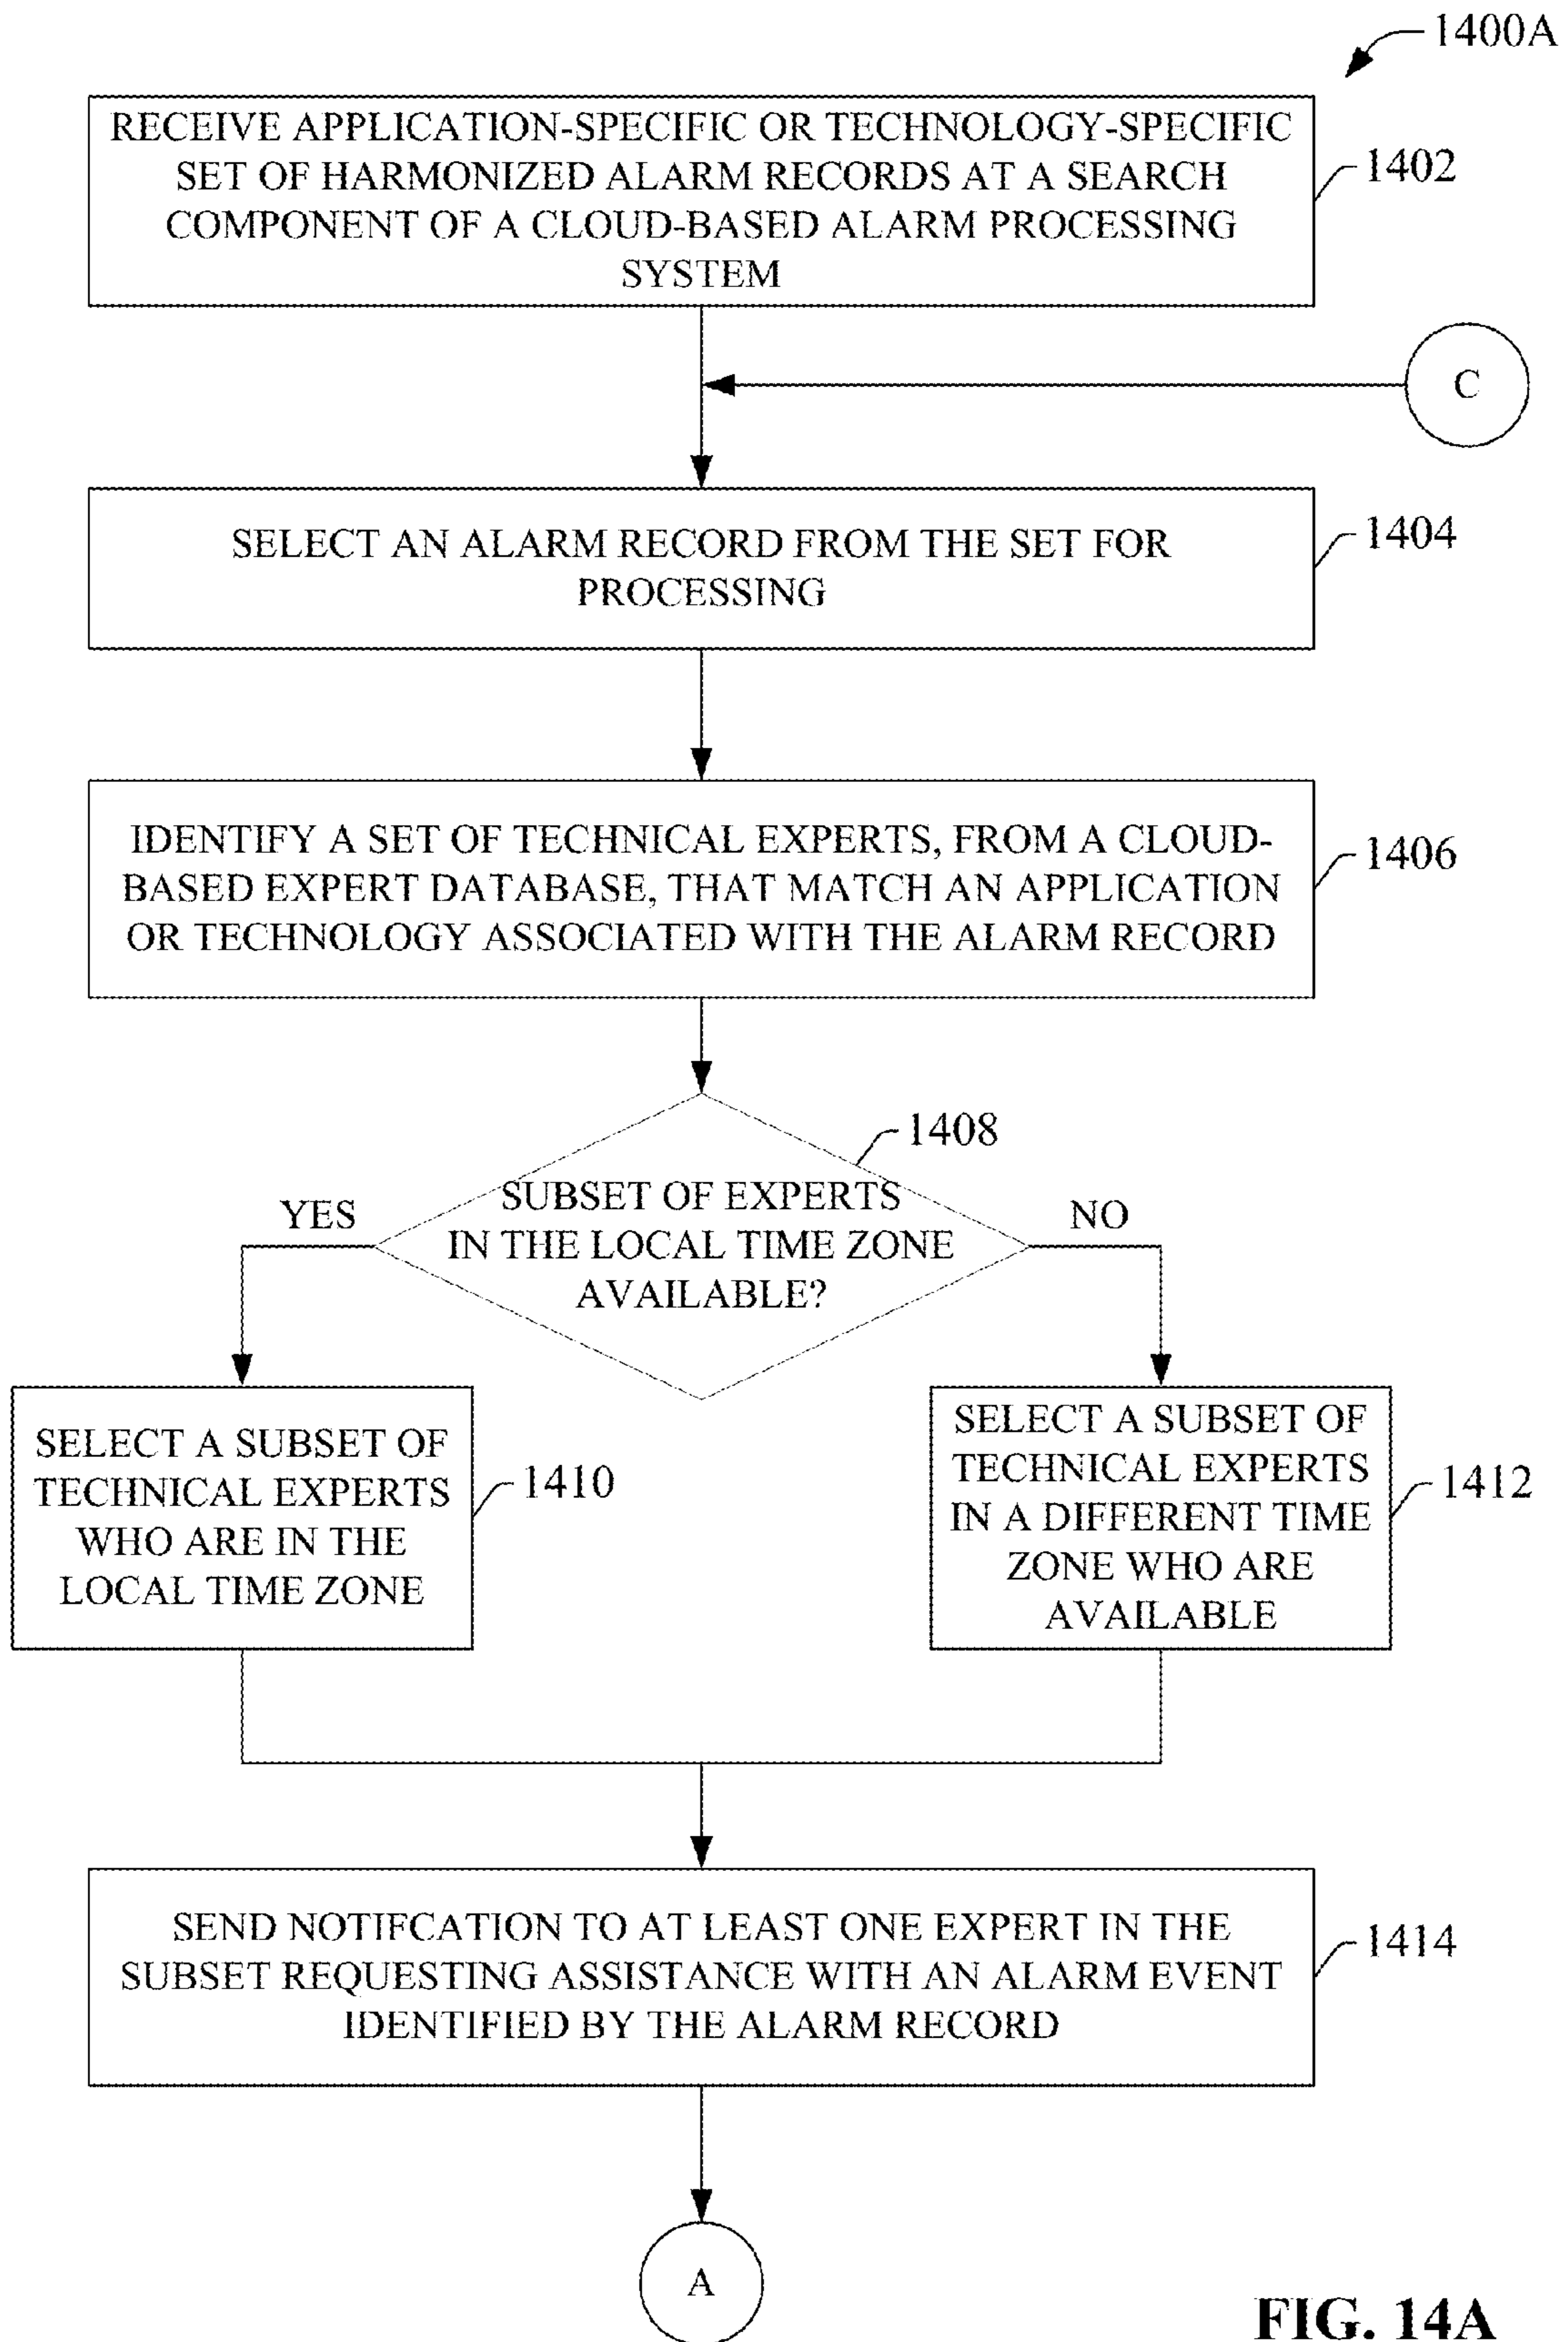 1400A
RECEIVE APPLICATION-SPECIFIC OR TECHNOLOGY-SPECIFIC
SET OF HARMONIZED ALARM RECORDS AT A SEARCH
COMPONENT OF A CLOUD-BASED ALARM PROCESSING
SYSTEM
1402
C
SELECT AN ALARM RECORD FROM THE SET FOR
PROCESSING
1404
IDENTIFY A SET OF TECHNICAL EXPERTS, FROM A CLOUD-
BASED EXPERT DATABASE, THAT MATCH AN APPLICATION
OR TECHNOLOGY ASSOCIATED WITH THE ALARM RECORD
1406
1408
SUBSET OF EXPERTS
IN THE LOCAL TIME ZONE
AVAILABLE?
YES
NO
SELECT A SUBSET OF
TECHNICAL EXPERTS
WHO ARE IN THE
LOCAL TIME ZONE
1410
SELECT A SUBSET OF
TECHNICAL EXPERTS
IN A DIFFERENT TIME
ZONE WHO ARE
AVAILABLE
1412
SEND NOTIFCATION TO AT LEAST ONE EXPERT IN THE
SUBSET REQUESTING ASSISTANCE WITH AN ALARM EVENT
IDENTIFIED BY THE ALARM RECORD
1414
A
FIG. 14A